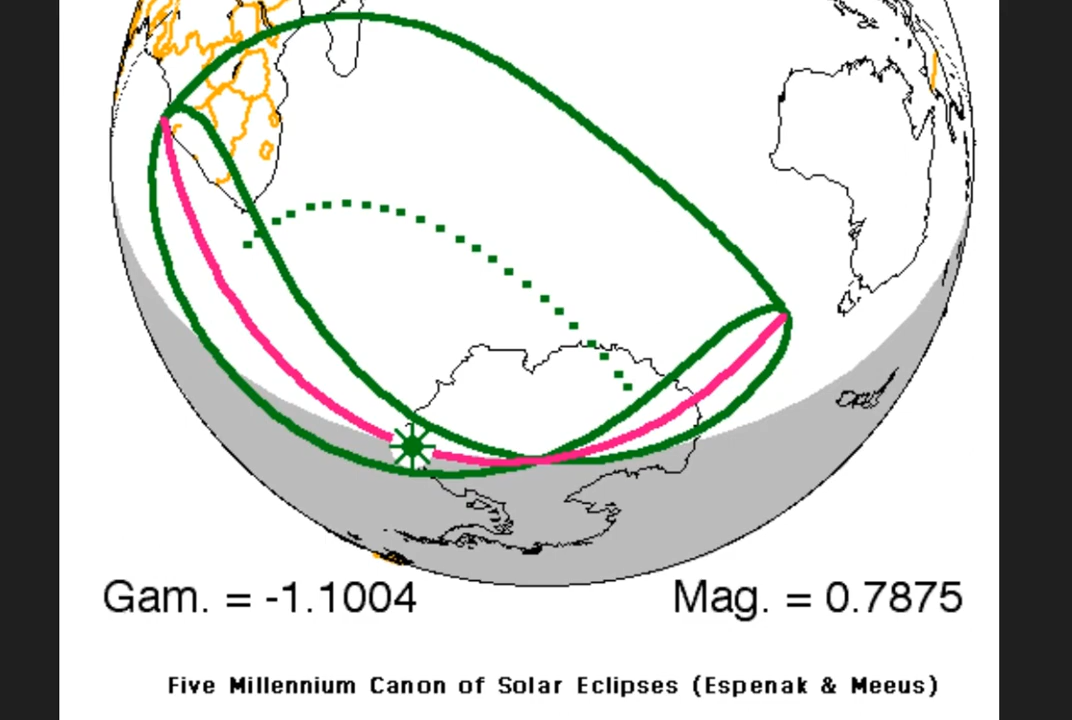 Gam. = -1.1004 Mag. = 0.7875
Five Millennium Canon of Solar Eclipses (Espenak & Meeus)